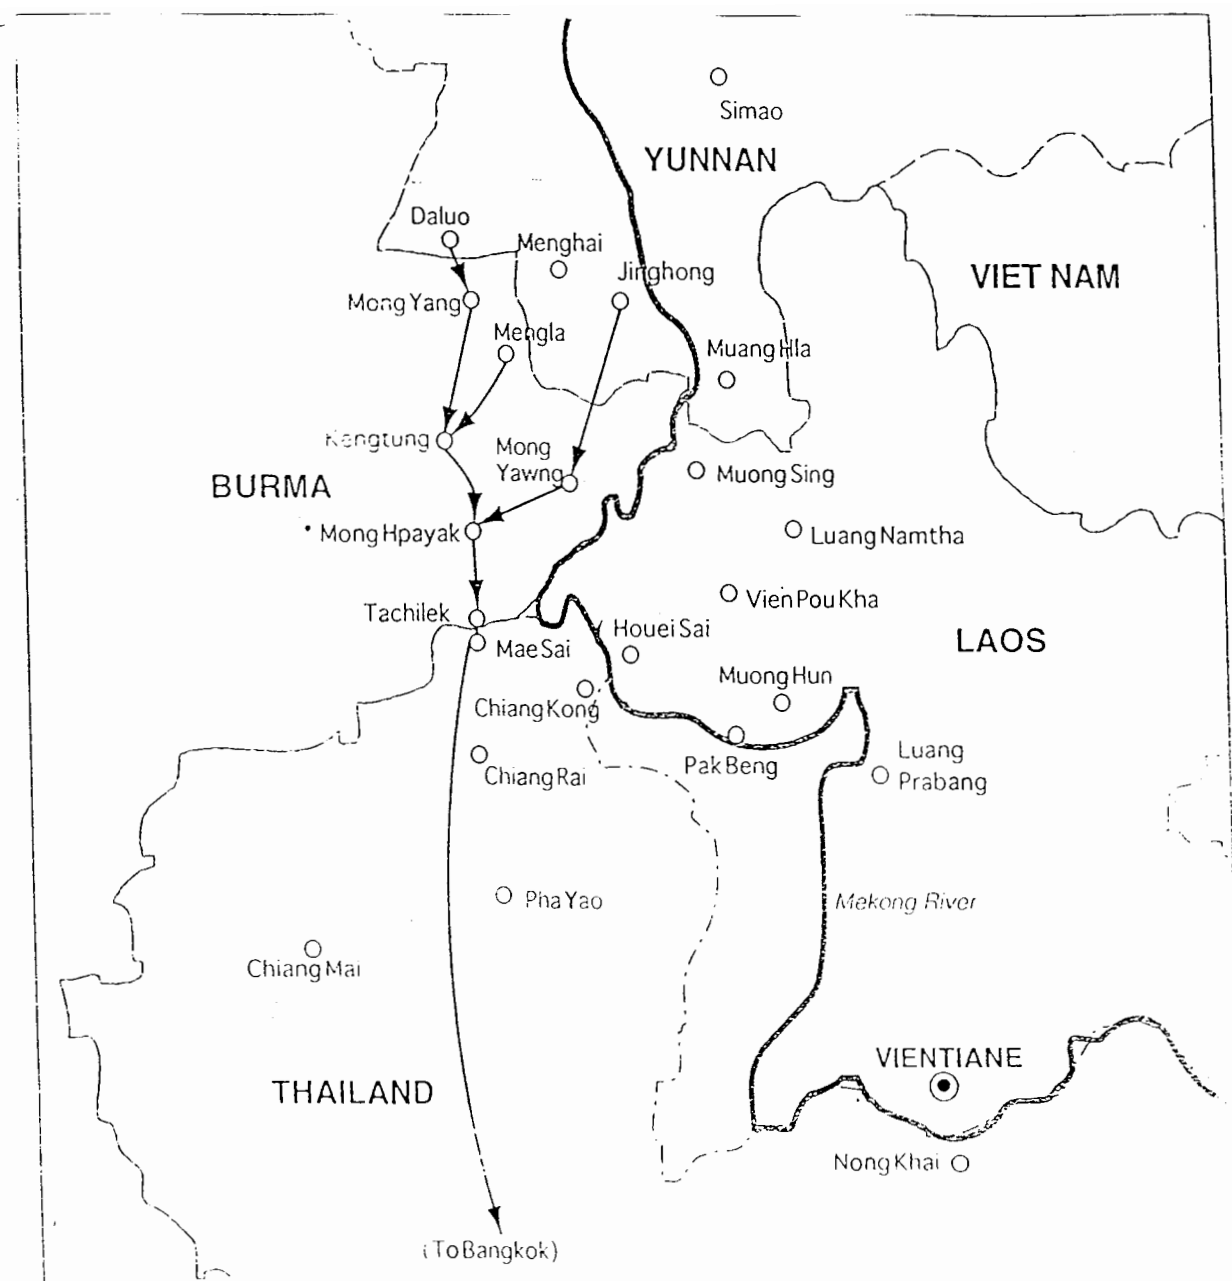 Simao
YUNNAN
Daluo
Menghai
Jinghong
VIET NAM
Mong Yang
Mengla
Muang Hla
Kengtung
Mong
Yawng
Muong Sing
BURMA
Mong Hpayak
Luang Namtha
Vien Pou Kha
Tachilek
Houei Sai
LAOS
Mae Sai
Muong Hun
Chiang Kong
Luang
Prabang
Pak Beng
Chiang Rai
Pha Yao
Mekong River
Chiang Mai
VIENTIANE
THAILAND
Nong Khai
(To Bangkok)